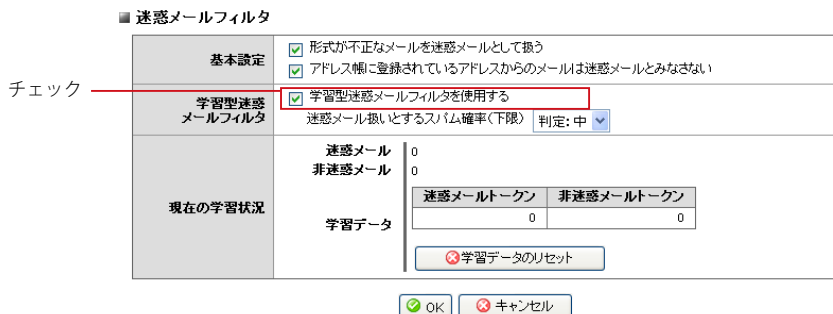 ■ 迷惑メールフィルタ
基本設定
形式が不正なメールを迷惑メールとして扱う
アドレス帳に登録されているアドレスからのメールは迷惑メールとみなさない
チェック
学習型迷惑
メールフィルタ
学習型迷惑メールフィルタを使用する
迷惑メール扱いとするスパム確率(下限) 判定:中
現在の学習状況
迷惑メール 0
非迷惑メール 0
学習データ
迷惑メールトークン 非迷惑メールトークン
0 0
学習データのリセット
OK キャンセル